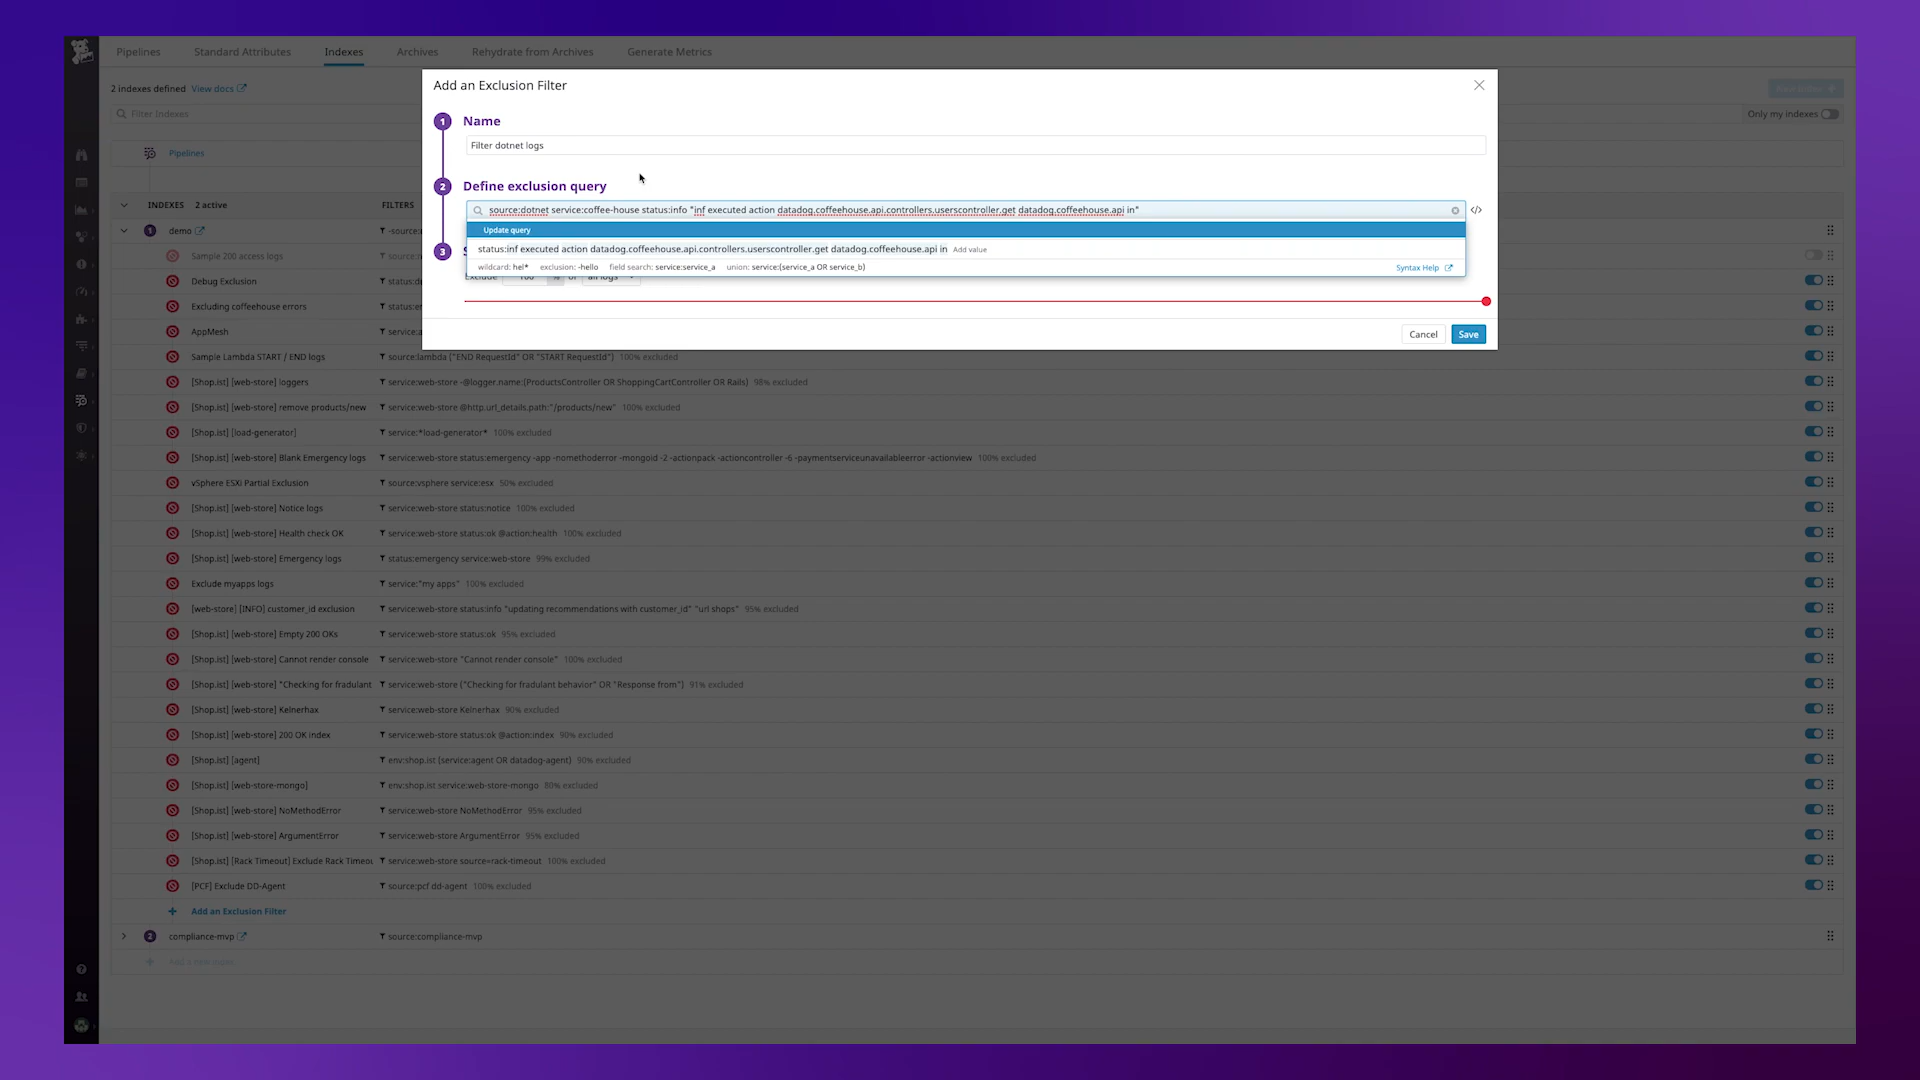 Pipelines Standard Attributes Indexes Archives Rehydrate from Archives Generate Metrics
2 indexes defined View docs
Filter Indexes
Only my indexes
Pipelines
INDEXES 2 active FILTERS
1 demo -source:
Sample 200 access logs
Debug Exclusion
Excluding coffeehouse errors
AppMesh
Add an Exclusion Filter
1 Name
Filter dotnet logs
2 Define exclusion query
source:dotnet service:coffee-house status:info "inf executed action datadog.coffeehouse.api.controllers.userscontroller.get datadog.coffeehouse.api in"
Update query
3
status:inf executed action datadog.coffeehouse.api.controllers.userscontroller.get datadog.coffeehouse.api in Add value
wildcard: hel* exclusion: -hello field search: service:service_a union: service:(service_a OR service_b) Syntax Help
Exclude 100 % of all logs
Cancel Save
Sample Lambda START / END logs source:lambda ("END RequestId" OR "START RequestId") 100% excluded
[Shop.ist] [web-store] loggers service:web-store -@logger.name:(ProductsController OR ShoppingCartController OR Rails) 98% excluded
[Shop.ist] [web-store] remove products/new service:web-store @http.url_details.path:"/products/new" 100% excluded
[Shop.ist] [load-generator] service:*load-generator* 100% excluded
[Shop.ist] [web-store] Blank Emergency logs service:web-store status:emergency -app -nomethoderror -mongoid -2 -actionpack -actioncontroller -6 -paymentserviceunavailableerror -actionview 100% excluded
vSphere ESXi Partial Exclusion source:vsphere service:esx 50% excluded
[Shop.ist] [web-store] Notice logs service:web-store status:notice 100% excluded
[Shop.ist] [web-store] Health check OK service:web-store status:ok @action:health 100% excluded
[Shop.ist] [web-store] Emergency logs status:emergency service:web-store 99% excluded
Exclude myapps logs service:"my apps" 100% excluded
[web-store] [INFO] customer_id exclusion service:web-store status:info "updating recommendations with customer_id" "url shops" 95% excluded
[Shop.ist] [web-store] Empty 200 OKs service:web-store status:ok 95% excluded
[Shop.ist] [web-store] Cannot render console service:web-store "Cannot render console" 100% excluded
[Shop.ist] [web-store] "Checking for fradulant service:web-store ("Checking for fradulant behavior" OR "Response from") 91% excluded
[Shop.ist] [web-store] Kelnerhax service:web-store Kelnerhax 90% excluded
[Shop.ist] [web-store] 200 OK index service:web-store status:ok @action:index 90% excluded
[Shop.ist] [agent] env:shop.ist (service:agent OR datadog-agent) 90% excluded
[Shop.ist] [web-store-mongo] env:shop.ist service:web-store-mongo 80% excluded
[Shop.ist] [web-store] NoMethodError service:web-store NoMethodError 95% excluded
[Shop.ist] [web-store] ArgumentError service:web-store ArgumentError 95% excluded
[Shop.ist] [Rack Timeout] Exclude Rack Timeou service:web-store source=rack-timeout 100% excluded
[PCF] Exclude DD-Agent source:pcf dd-agent 100% excluded
Add an Exclusion Filter
2 compliance-mvp source:compliance-mvp
Add a new index...